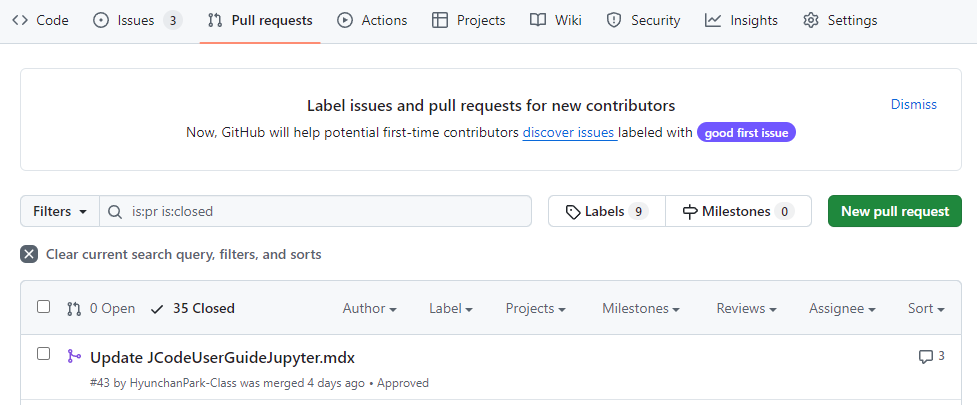 Code Issues 3 Pull requests Actions Projects Wiki Security Insights Settings
Label issues and pull requests for new contributors
Dismiss
Now, GitHub will help potential first-time contributors discover issues labeled with good first issue
Filters is:pr is:closed Labels 9 Milestones 0 New pull request
Clear current search query, filters, and sorts
0 Open 35 Closed Author Label Projects Milestones Reviews Assignee Sort
Update JCodeUserGuideJupyter.mdx 3
#43 by HyunchanPark-Class was merged 4 days ago • Approved